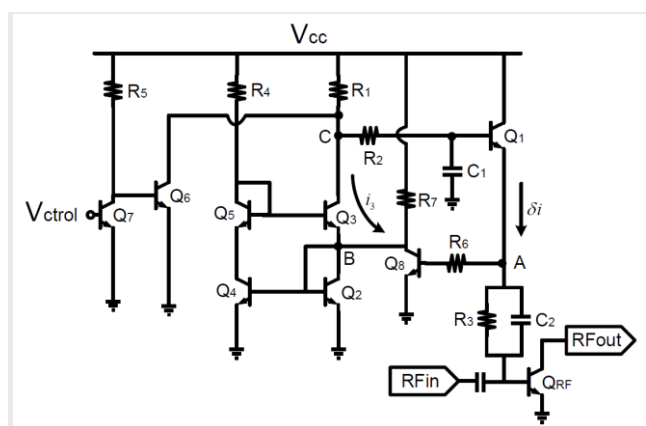 Vcc
R5
R4
R1
C
R2
Q1
C1
Q6
Vctrol
Q7
Q5
Q3
i3
R7
δi
B
Q8
R6
A
Q4
Q2
R3
C2
RFout
RFin
QRF